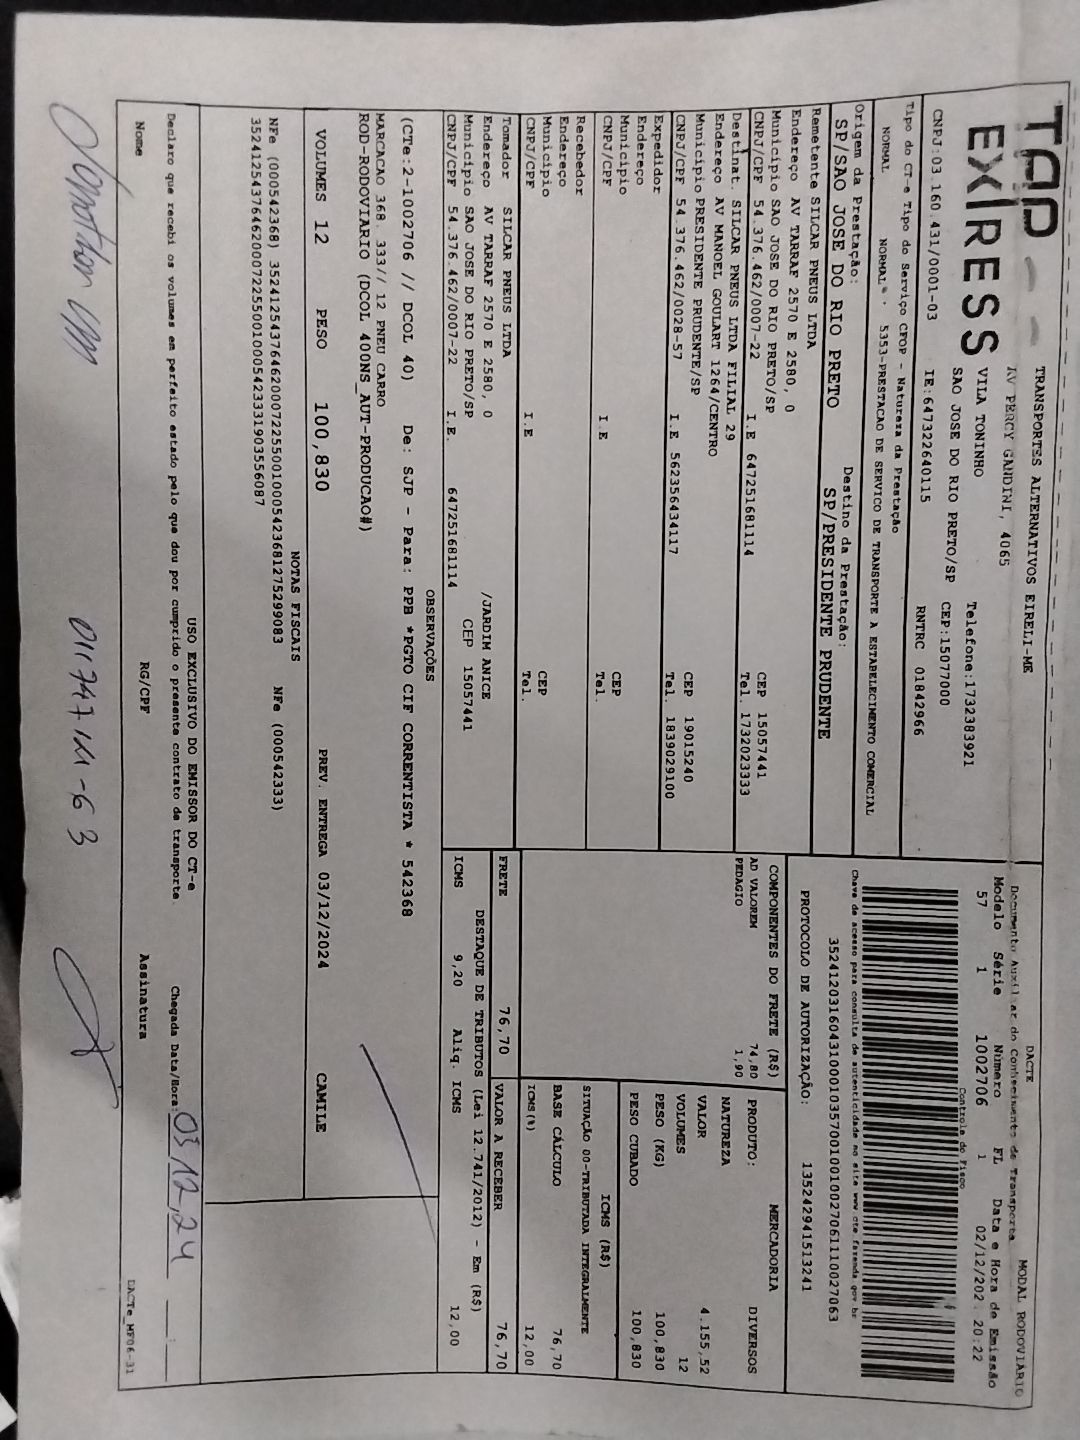 TAP
EXPRESS
TRANSPORTES ALTERNATIVOS EIRELI-ME
AV PERCY GANDINI, 4065
VILA TONINHO Telefone:1732383921
SAO JOSE DO RIO PRETO/SP CEP:15077000
CNPJ:03.160.431/0001-03 IE:647322640115 RNTRC 01842966
Tipo do CT-e Tipo do Serviço CFOP - Natureza da Prestação
NORMAL NORMAL 5353-PRESTACAO DE SERVICO DE TRANSPORTE A ESTABELECIMENTO COMERCIAL
Origem da Prestação: Destino da Prestação:
SP/SAO JOSE DO RIO PRETO SP/PRESIDENTE PRUDENTE
Remetente SILCAR PNEUS LTDA
Endereço AV TARRAF 2570 E 2580, 0
Município SAO JOSE DO RIO PRETO/SP CEP 15057441
CNPJ/CPF 54.376.462/0007-22 I.E 647251681114 Tel. 1732023333
Destinat. SILCAR PNEUS LTDA FILIAL 29
Endereço AV MANOEL GOULART 1264/CENTRO
Município PRESIDENTE PRUDENTE/SP CEP 19015240
CNPJ/CPF 54.376.462/0028-57 I.E 562356434117 Tel. 1839029100
Expedidor
Endereço
Município CEP
CNPJ/CPF I.E Tel.
Recebedor
Endereço
Município CEP
CNPJ/CPF I.E Tel.
Tomador SILCAR PNEUS LTDA
Endereço AV TARRAF 2570 E 2580, 0 /JARDIM ANICE
Município SAO JOSE DO RIO PRETO/SP CEP 15057441
CNPJ/CPF 54.376.462/0007-22 I.E. 647251681114
DACTE MODAL RODOVIÁRIO
Documento Auxiliar do Conhecimento de Transporte
Modelo Série Número FL Data e Hora de Emissão
57 1 1002706 1 02/12/202 20:22
Controle do Fisco
Chave de acesso para consulta de autenticidade no site www.cte.fazenda.gov.br
35241203160431000103570010010027061110027063
PROTOCOLO DE AUTORIZAÇÃO: 135242941513241
COMPONENTES DO FRETE (R$)
AD VALOREM 74,80
PEDAGIO 1,90
MERCADORIA
PRODUTO: DIVERSOS
NATUREZA
VALOR 4.155,52
VOLUMES 12
PESO (KG) 100,830
PESO CUBADO 100,830
ICMS (R$)
SITUAÇÃO 00-TRIBUTADA INTEGRALMENTE
BASE CÁLCULO 76,70
ICMS(%) 12,00
FRETE 76,70 VALOR A RECEBER 76,70
DESTAQUE DE TRIBUTOS (Lei 12.741/2012) - Em (R$)
ICMS 9,20 Aliq. ICMS 12,00
OBSERVAÇÕES
(CTe:2-1002706 // DCOL 40) De: SJP - Para: PPB *PGTO CIF CORRENTISTA * 542368
MARCACAO 368 333// 12 PNEU CARRO
ROD-RODOVIARIO (DCOL 400NS_AUT-PRODUCAO#)
VOLUMES 12 PESO 100,830 PREV. ENTREGA 03/12/2024 CAMILE
NOTAS FISCAIS
NFe (000542368) 35241254376462000722550010005423681275299083 NFe (000542333)
35241254376462000722550010005423331903556087
USO EXCLUSIVO DO EMISSOR DO CT-e
Declaro que recebi os volumes em perfeito estado pelo que dou por cumprido o presente contrato de transporte. Chegada Data/Hora: 03 12,24 :
Nome RG/CPF Assinatura
DACTe_MF06-31